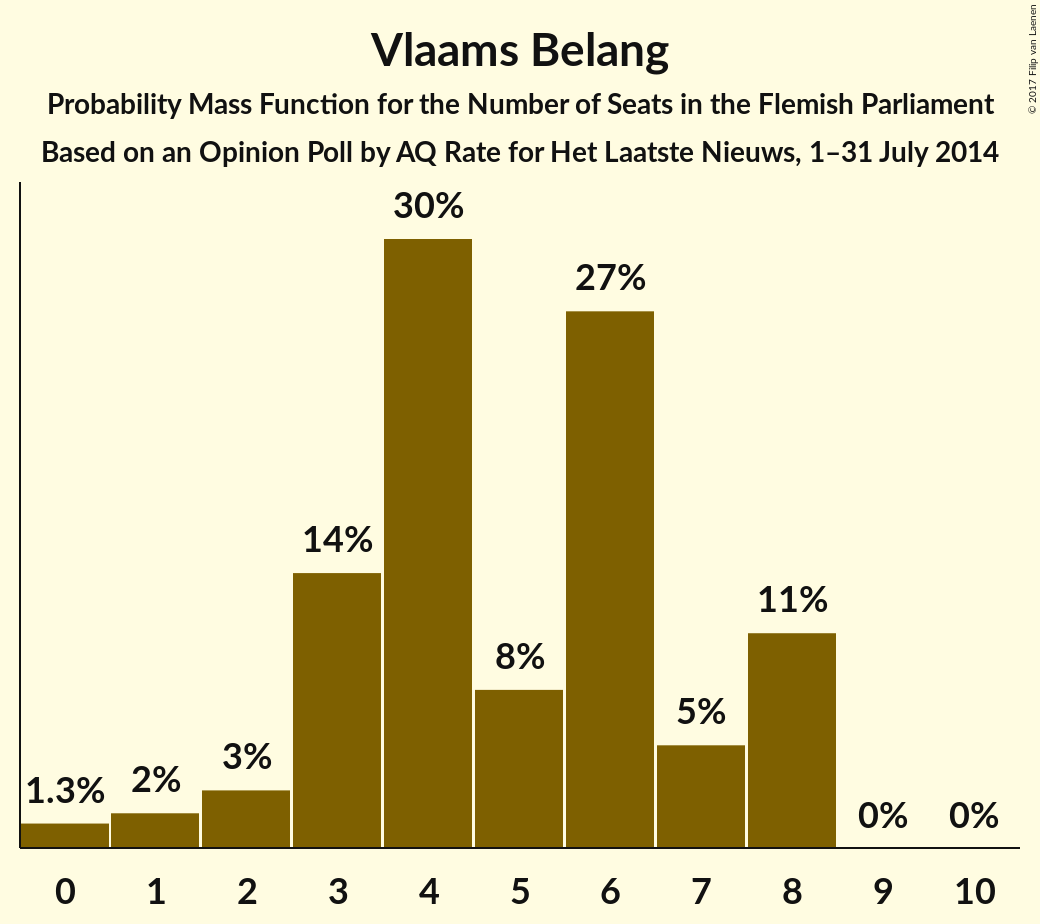 Vlaams Belang
Probability Mass Function for the Number of Seats in the Flemish Parliament
Based on an Opinion Poll by AQ Rate for Het Laatste Nieuws, 1–31 July 2014
© 2017 Filip van Laenen
1.3%
2%
3%
14%
30%
8%
27%
5%
11%
0%
0%
0 1 2 3 4 5 6 7 8 9 10